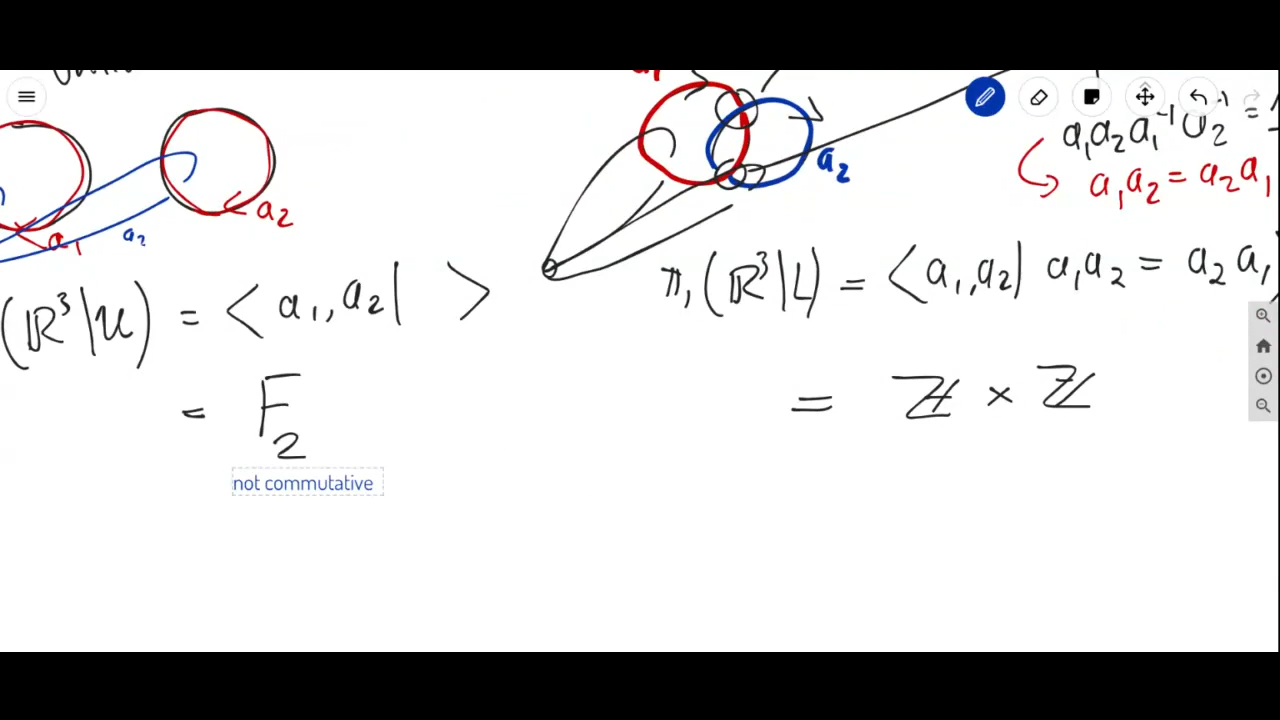 a₁a₂a₁⁻¹a₂⁻¹ =
a₁a₂ = a₂a₁
a₂
a₁
a₂
a₂
(ℝ³|U) = <a₁,a₂| >
= F₂
not commutative
π₁(ℝ³|L) = <a₁,a₂| a₁a₂ = a₂a₁
= ℤ × ℤ